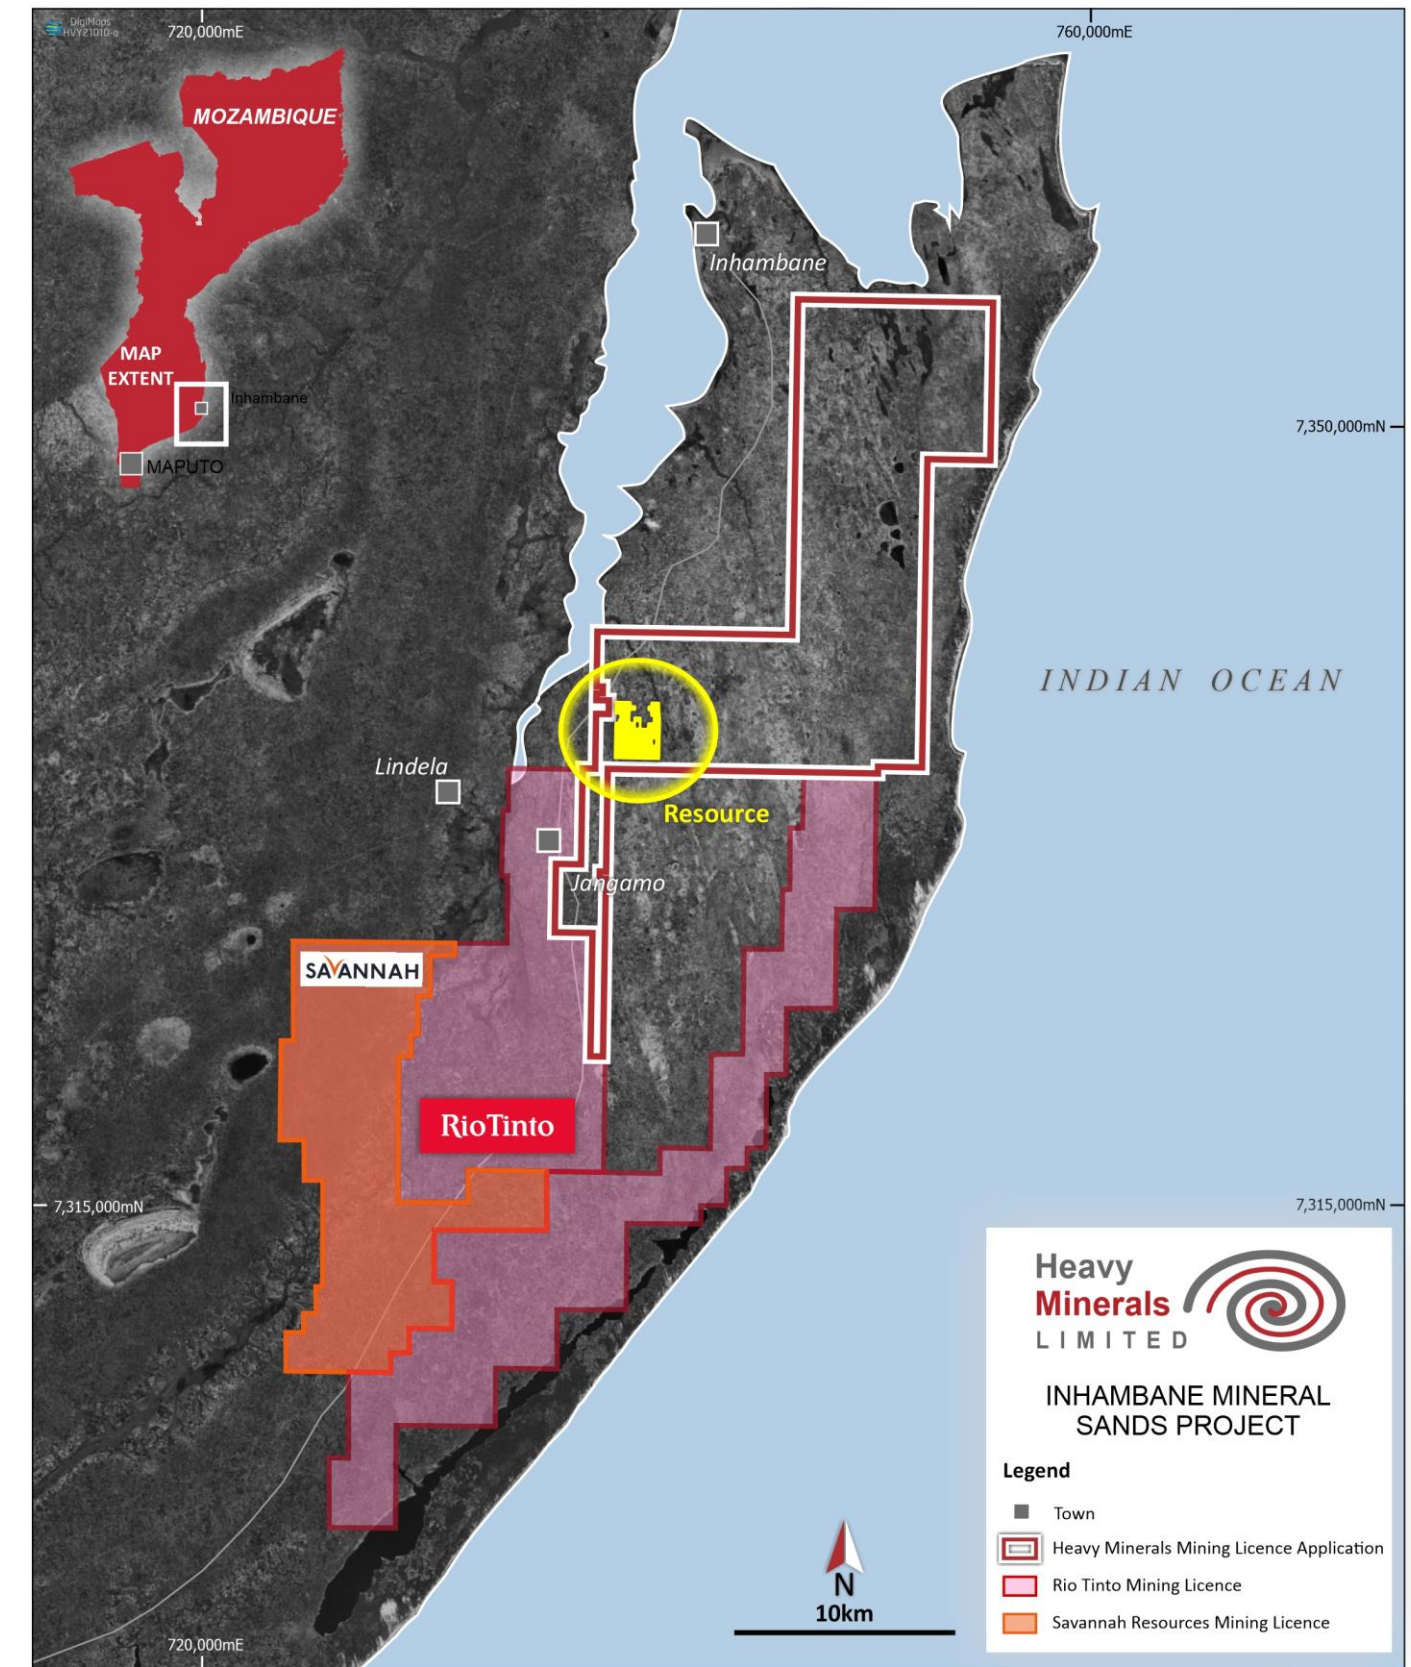 DigiMaps
HVY21010-a
720,000mE
760,000mE
MOZAMBIQUE
MAP
EXTENT
Inhambane
MAPUTO
Inhambane
7,350,000mN
INDIAN OCEAN
Lindela
Resource
Jangamo
SAVANNAH
RioTinto
7,315,000mN
7,315,000mN
Heavy
Minerals
LIMITED
INHAMBANE MINERAL
SANDS PROJECT
Legend
Town
Heavy Minerals Mining Licence Application
Rio Tinto Mining Licence
Savannah Resources Mining Licence
N
10km
720,000mE